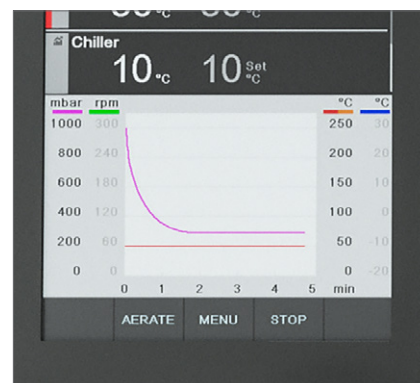 50 °C 50 °C
Chiller
10 °C 10 Set °C
mbar rpm °C °C
1000 300 250 30
800 240 200 20
600 180 150 10
400 120 100 0
200 60 50 -10
0 0 0 -20
0 1 2 3 4 5 min
AERATE MENU STOP